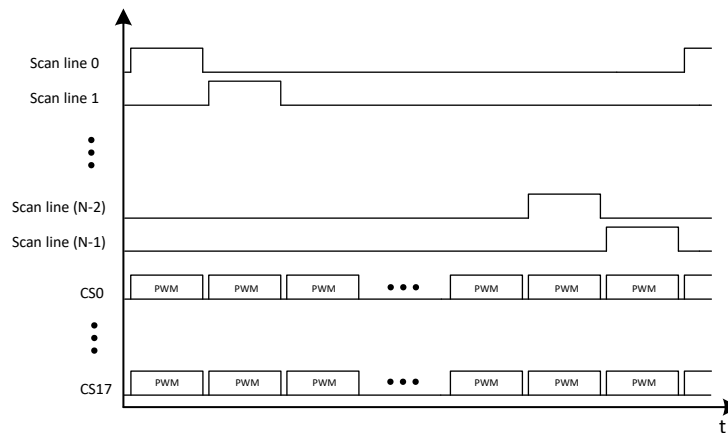 Scan line 0
Scan line 1
Scan line (N-2)
Scan line (N-1)
CS0 PWM PWM PWM PWM PWM PWM
CS17 PWM PWM PWM PWM PWM PWM
t